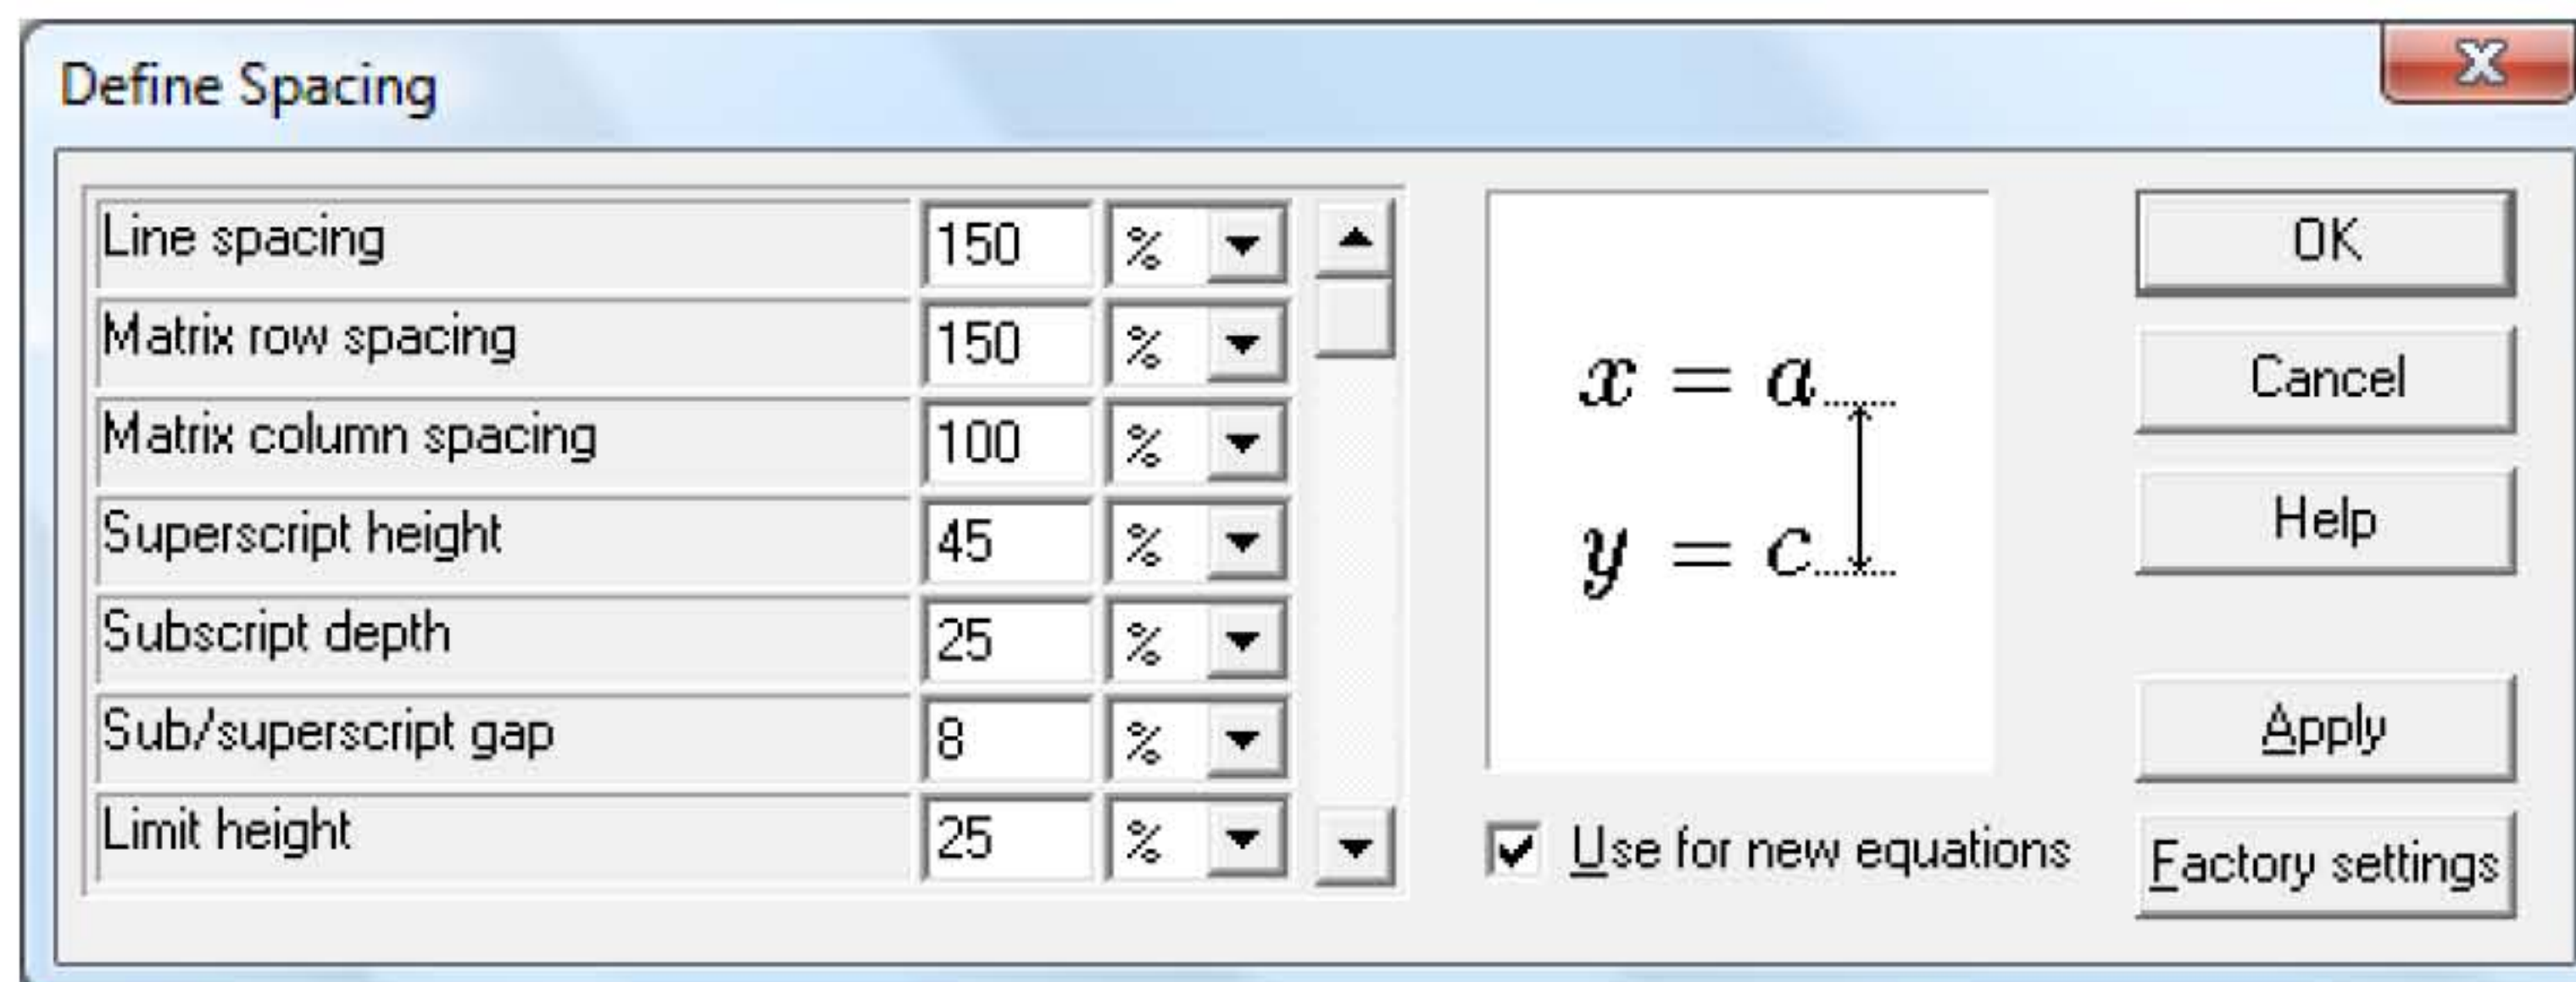 Define Spacing
Line spacing 150 %
Matrix row spacing 150 %
Matrix column spacing 100 %
Superscript height 45 %
Subscript depth 25 %
Sub/superscript gap 8 %
Limit height 25 %
x = a
y = c
Use for new equations
OK
Cancel
Help
Apply
Factory settings